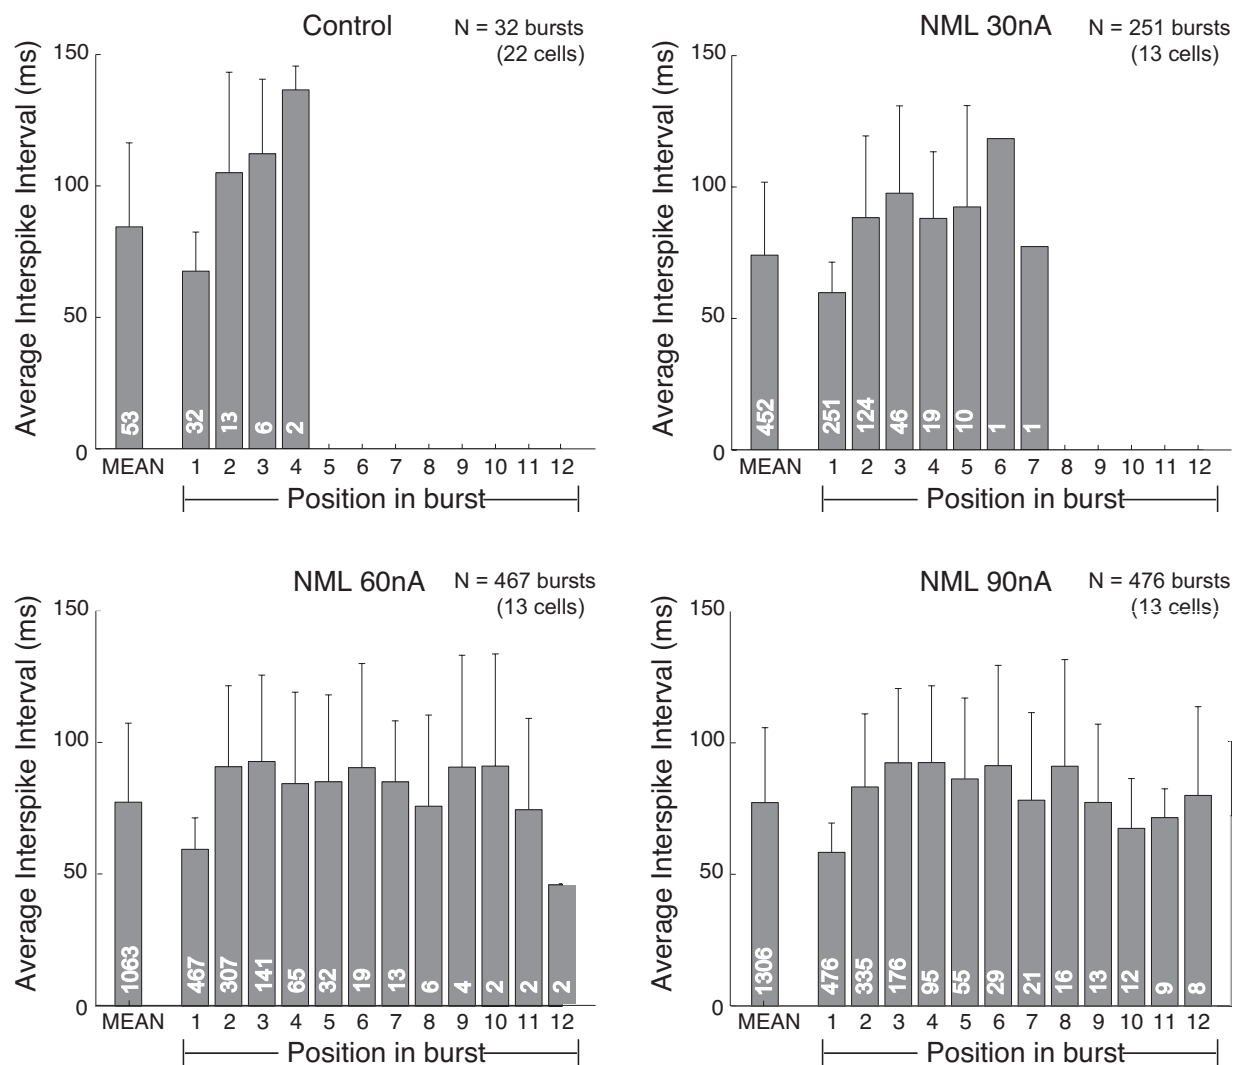 Control
N = 32 bursts
(22 cells)
Average Interspike Interval (ms)
150
100
50
0
53
32
13
6
2
MEAN 1 2 3 4 5 6 7 8 9 10 11 12
Position in burst
NML 30nA
N = 251 bursts
(13 cells)
Average Interspike Interval (ms)
150
100
50
0
452
251
124
46
19
10
1
1
MEAN 1 2 3 4 5 6 7 8 9 10 11 12
Position in burst
NML 60nA
N = 467 bursts
(13 cells)
Average Interspike Interval (ms)
150
100
50
0
1063
467
307
141
65
32
19
13
6
4
2
2
2
MEAN 1 2 3 4 5 6 7 8 9 10 11 12
Position in burst
NML 90nA
N = 476 bursts
(13 cells)
Average Interspike Interval (ms)
150
100
50
0
1306
476
335
176
95
55
29
21
16
13
12
9
8
MEAN 1 2 3 4 5 6 7 8 9 10 11 12
Position in burst